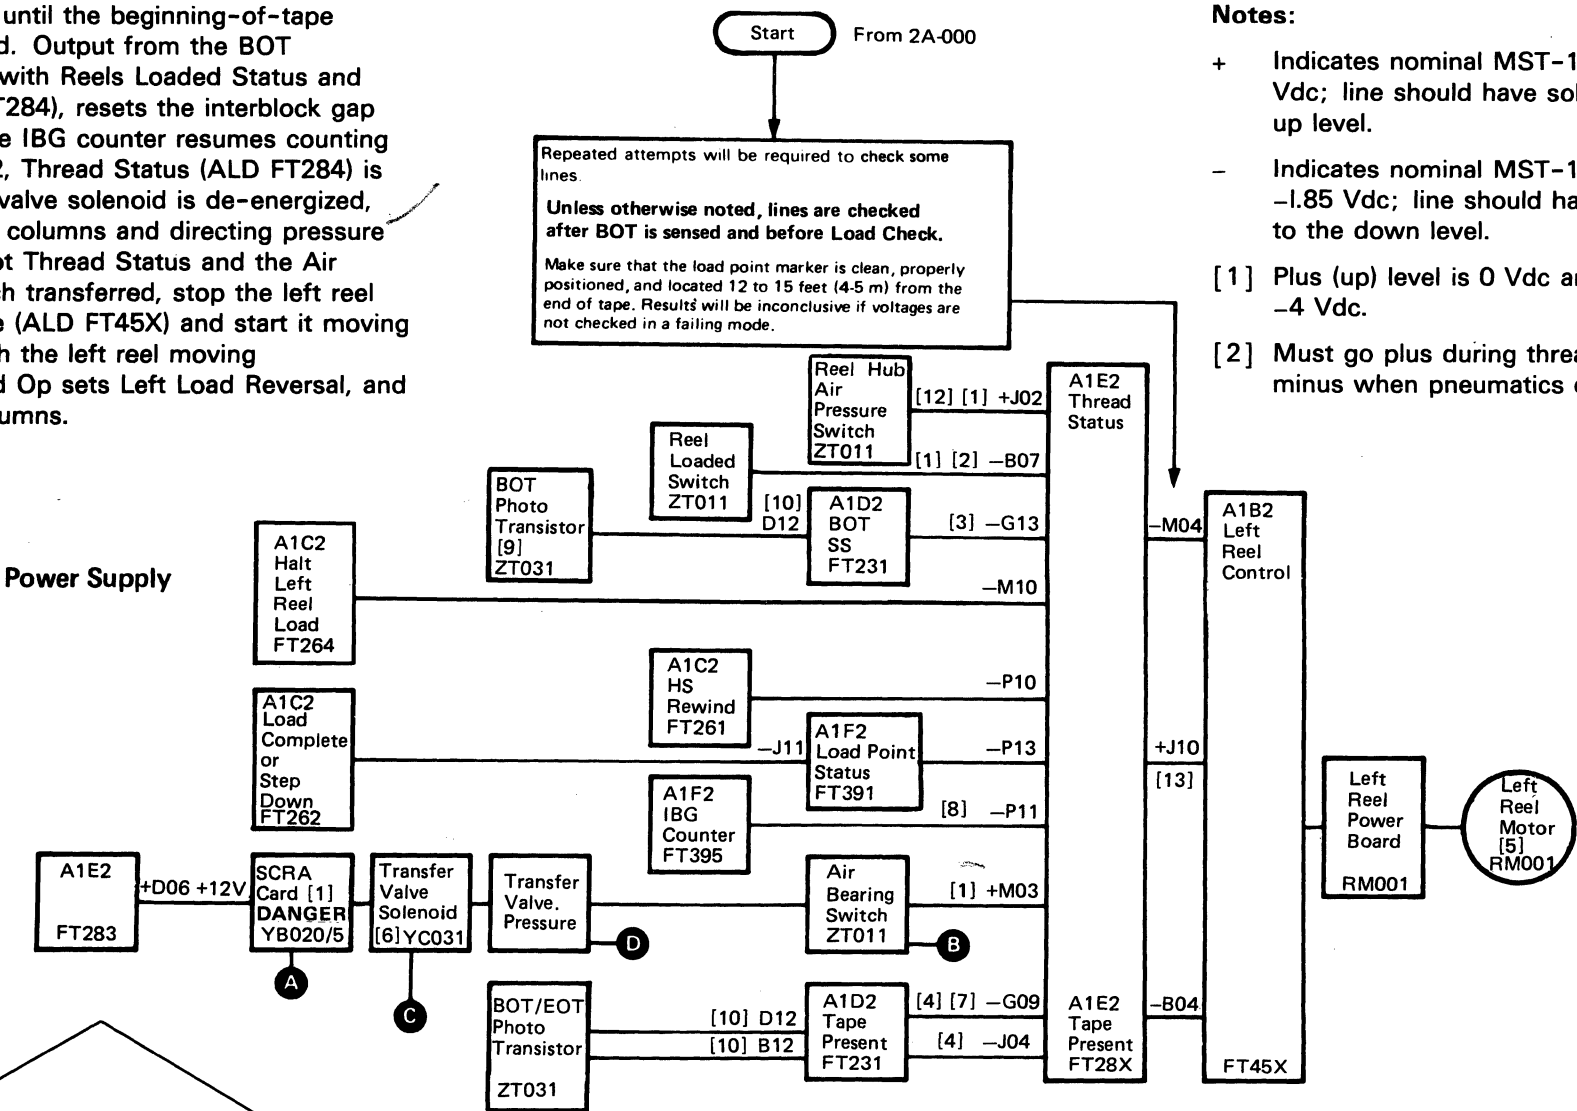 until the beginning-of-tape
d. Output from the BOT
with Reels Loaded Status and
T284), resets the interblock gap
e IBG counter resumes counting
2, Thread Status (ALD FT284) is
valve solenoid is de-energized,
columns and directing pressure
ot Thread Status and the Air
ch transferred, stop the left reel
e (ALD FT45X) and start it moving
h the left reel moving
d Op sets Left Load Reversal, and
umns.
Start
From 2A-000
Notes:
+ Indicates nominal MST-1
Vdc; line should have sol
up level.
– Indicates nominal MST-1
-l.85 Vdc; line should ha
to the down level.
[1] Plus (up) level is 0 Vdc a
-4 Vdc.
[2] Must go plus during threa
minus when pneumatics
Repeated attempts will be required to check some
lines.
Unless otherwise noted, lines are checked
after BOT is sensed and before Load Check.
Make sure that the load point marker is clean, properly
positioned, and located 12 to 15 feet (4-5 m) from the
end of tape. Results will be inconclusive if voltages are
not checked in a failing mode.
Reel Hub
Air
Pressure
Switch
ZT011
[12] [1] +J02
A1E2
Thread
Status
Reel
Loaded
Switch
ZT011
[1] [2] –B07
BOT
Photo
Transistor
[9]
ZT031
[10]
D12
A1D2
BOT
SS
FT231
[3] –G13
–M04
A1B2
Left
Reel
Control
Power Supply
A1C2
Halt
Left
Reel
Load
FT264
–M10
A1C2
HS
Rewind
FT261
–P10
A1C2
Load
Complete
or
Step
Down
FT262
–J11
A1F2
Load Point
Status
FT391
–P13
+J10
[13]
A1F2
IBG
Counter
FT395
[8] –P11
Left
Reel
Power
Board
RM001
Left
Reel
Motor
[5]
RM001
A1E2
FT283
+D06 +12V
SCRA
Card [1]
DANGER
YB020/5
A
Transfer
Valve
Solenoid
[6] YC031
C
Transfer
Valve.
Pressure
D
Air
Bearing
Switch
ZT011
[1] +M03
B
BOT/EOT
Photo
Transistor
ZT031
[10] D12
[10] B12
A1D2
Tape
Present
FT231
[4] [7] –G09
[4] –J04
A1E2
Tape
Present
FT28X
–B04
FT45X